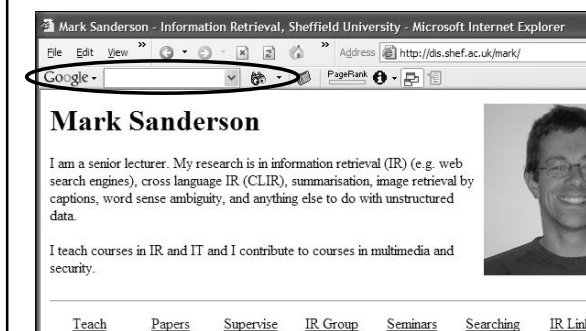 Mark Sanderson - Information Retrieval, Sheffield University - Microsoft Internet Explorer
File Edit View » Address http://dis.shef.ac.uk/mark/
Google PageRank
Mark Sanderson
I am a senior lecturer. My research is in information retrieval (IR) (e.g. web
search engines), cross language IR (CLIR), summarisation, image retrieval by
captions, word sense ambiguity, and anything else to do with unstructured
data.
I teach courses in IR and IT and I contribute to courses in multimedia and
security.
Teach Papers Supervise IR Group Seminars Searching IR Lin